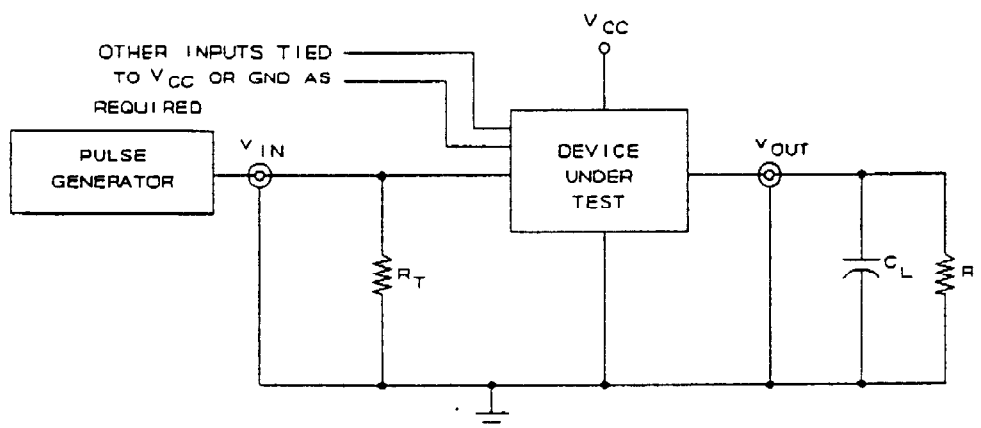 VCC
OTHER INPUTS TIED
TO VCC OR GND AS
REQUIRED
PULSE
GENERATOR
VIN
DEVICE
UNDER
TEST
VOUT
RT
CL
R